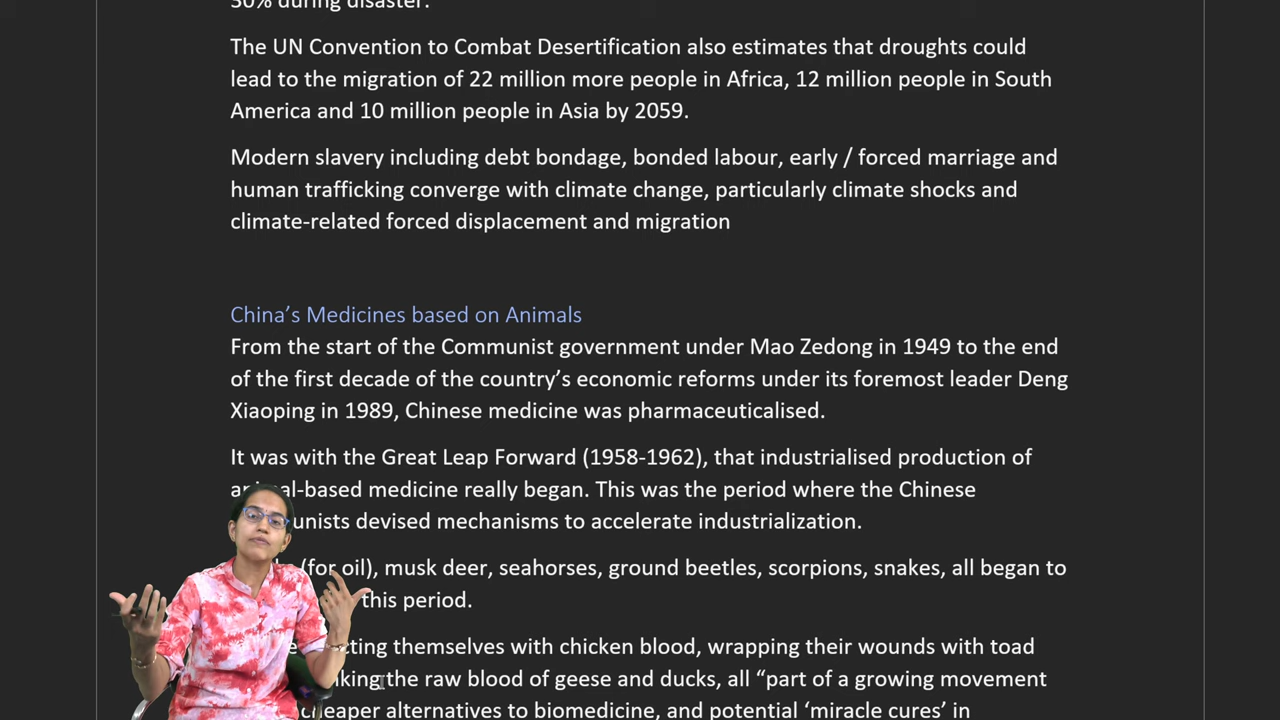 30% during disaster.
The UN Convention to Combat Desertification also estimates that droughts could
lead to the migration of 22 million more people in Africa, 12 million people in South
America and 10 million people in Asia by 2059.
Modern slavery including debt bondage, bonded labour, early / forced marriage and
human trafficking converge with climate change, particularly climate shocks and
climate-related forced displacement and migration
China’s Medicines based on Animals
From the start of the Communist government under Mao Zedong in 1949 to the end
of the first decade of the country’s economic reforms under its foremost leader Deng
Xiaoping in 1989, Chinese medicine was pharmaceuticalised.
It was with the Great Leap Forward (1958-1962), that industrialised production of
animal-based medicine really began. This was the period where the Chinese
devised mechanisms to accelerate industrialization.
(for oil), musk deer, seahorses, ground beetles, scorpions, snakes, all began to
this period.
themselves with chicken blood, wrapping their wounds with toad
the raw blood of geese and ducks, all “part of a growing movement
alternatives to biomedicine, and potential ‘miracle cures’ in